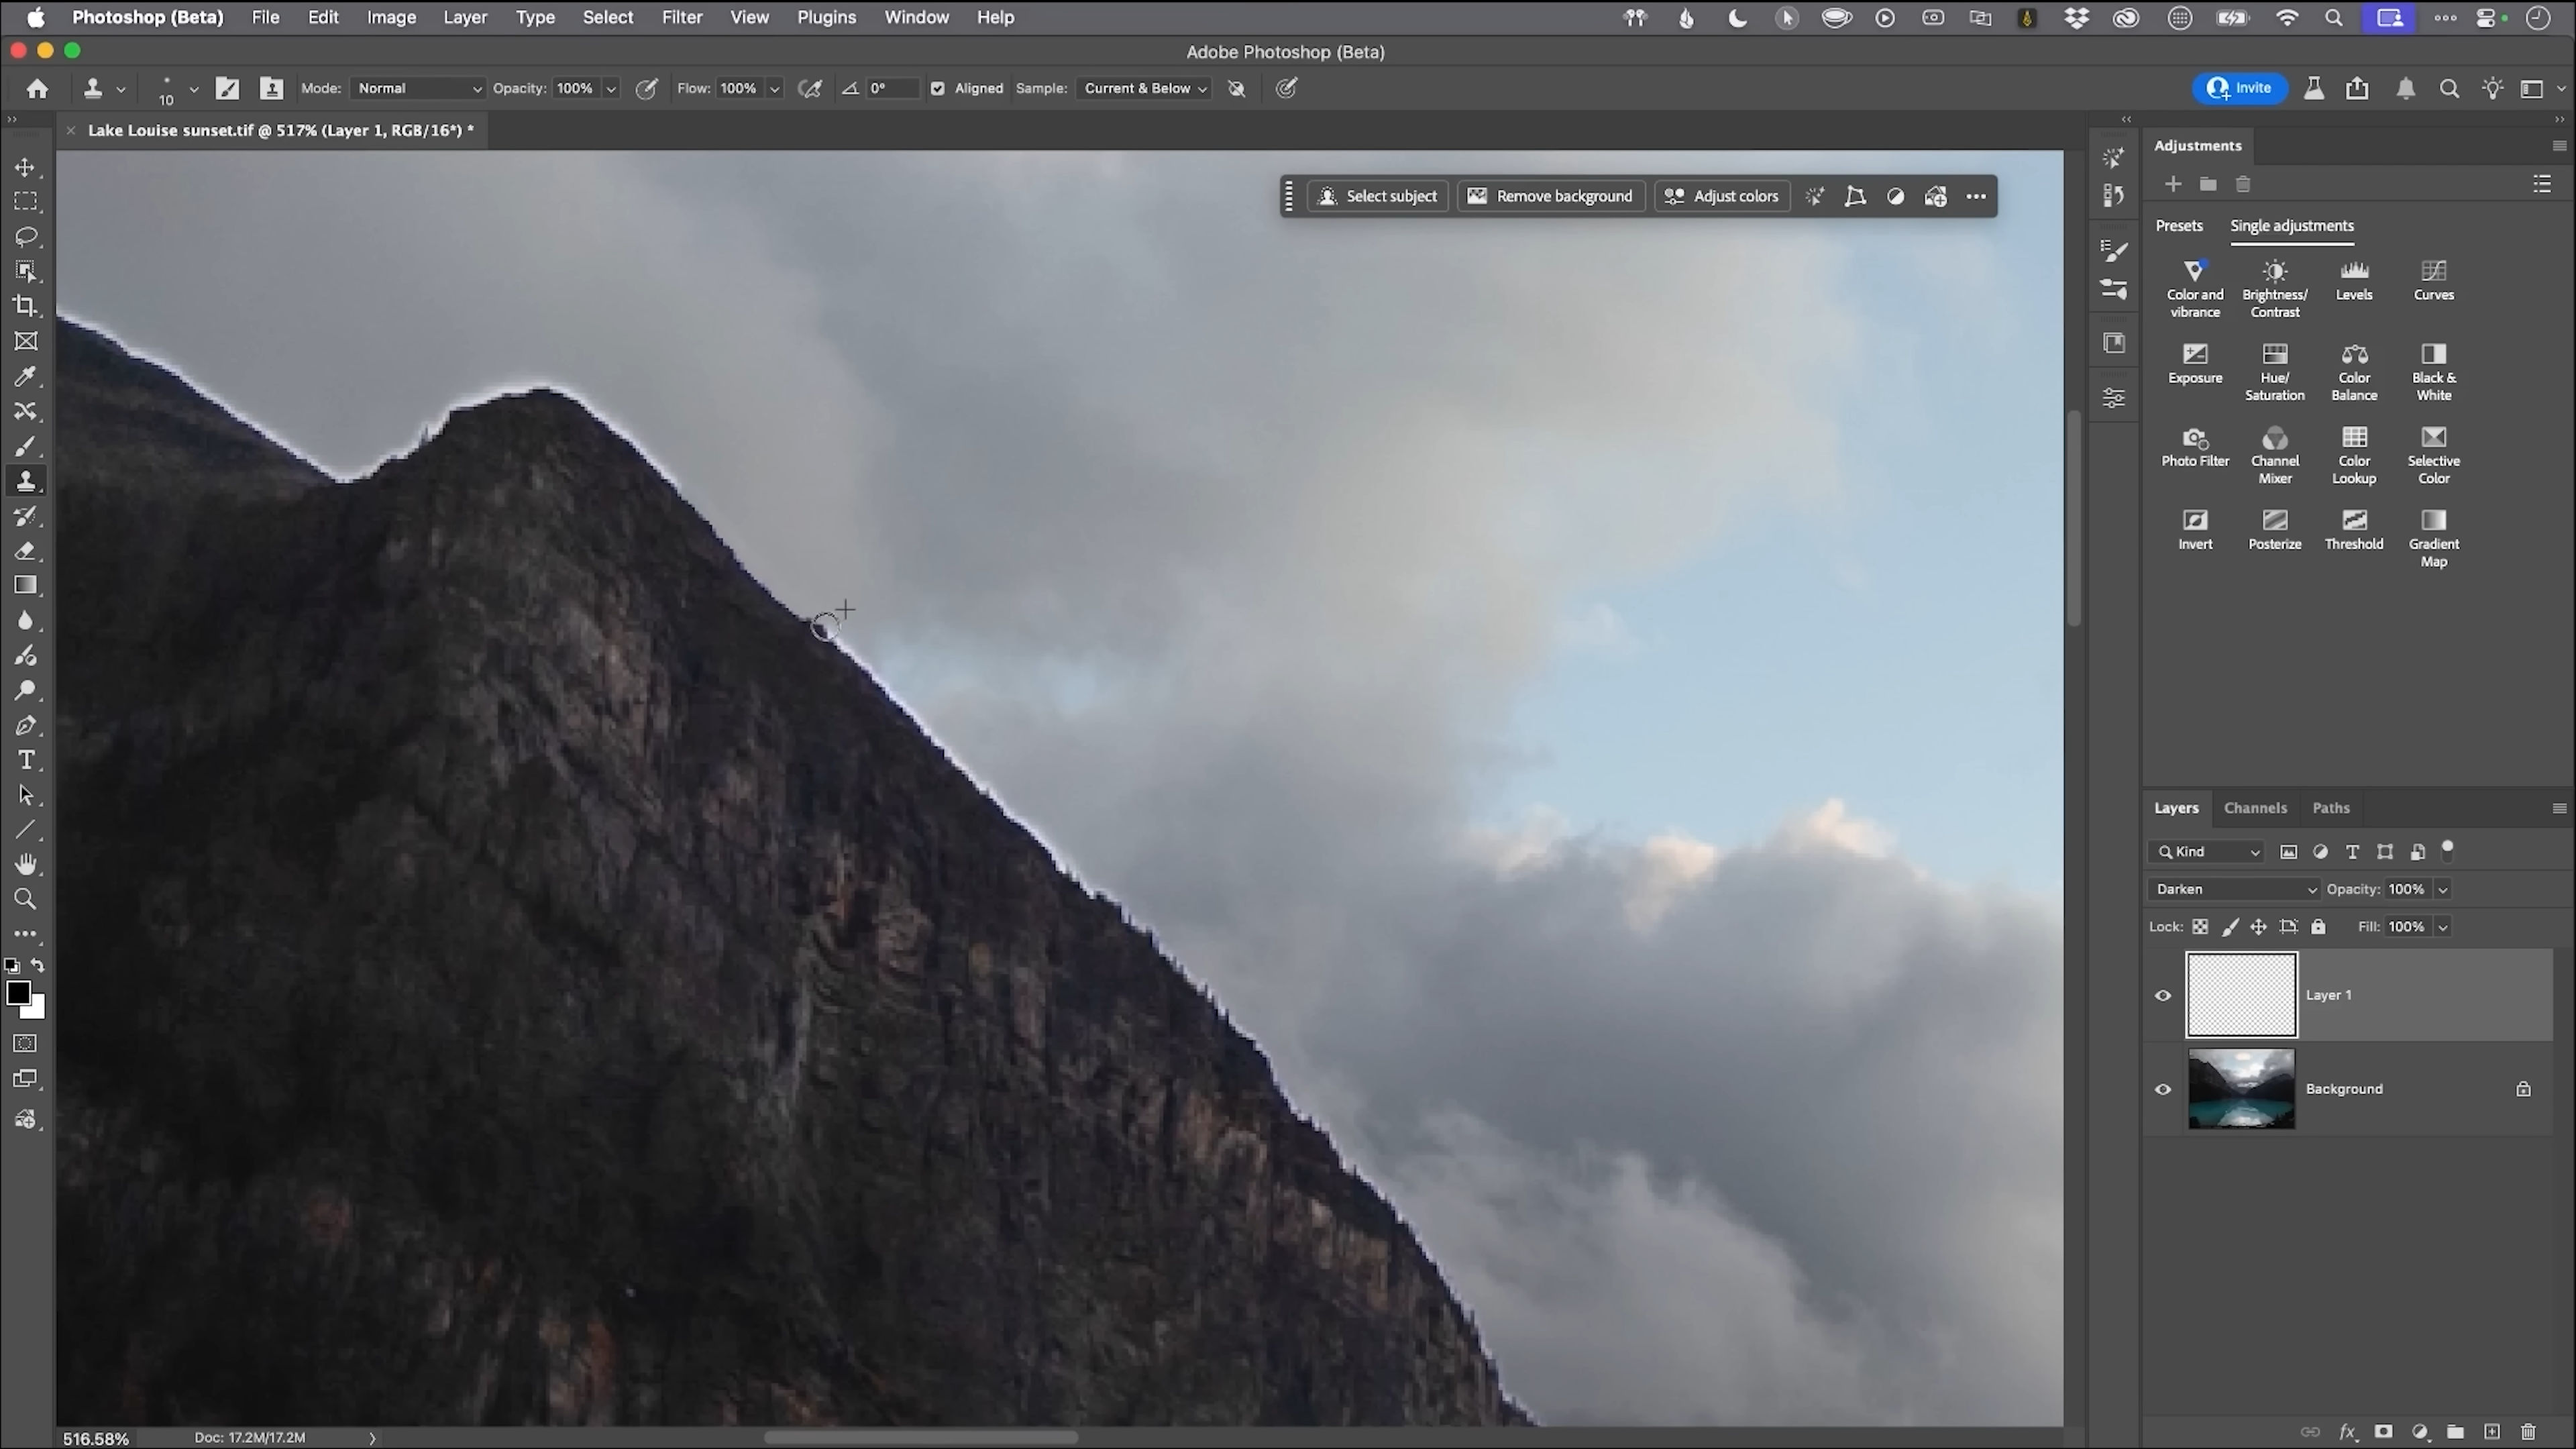 Photoshop (Beta) File Edit Image Layer Type Select Filter View Plugins Window Help
Adobe Photoshop (Beta)
10 Mode: Normal Opacity: 100% Flow: 100% 0° Aligned Sample: Current & Below Invite
Lake Louise sunset.tif @ 517% (Layer 1, RGB/16*) *
Select subject Remove background Adjust colors
Adjustments
Presets Single adjustments
Color and vibrance
Brightness/ Contrast
Levels
Curves
Exposure
Hue/ Saturation
Color Balance
Black & White
Photo Filter
Channel Mixer
Color Lookup
Selective Color
Invert
Posterize
Threshold
Gradient Map
Layers Channels Paths
Kind
Darken Opacity: 100%
Lock: Fill: 100%
Layer 1
Background
516.58% Doc: 17.2M/17.2M